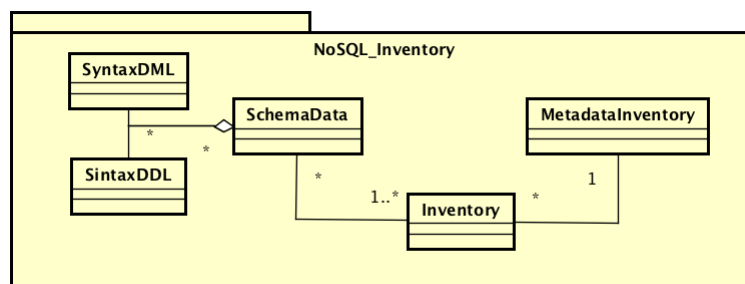 NoSQL_Inventory
SyntaxDML
SchemaData
MetadataInventory
*
*
SintaxDDL
*
1
1..*
Inventory
*